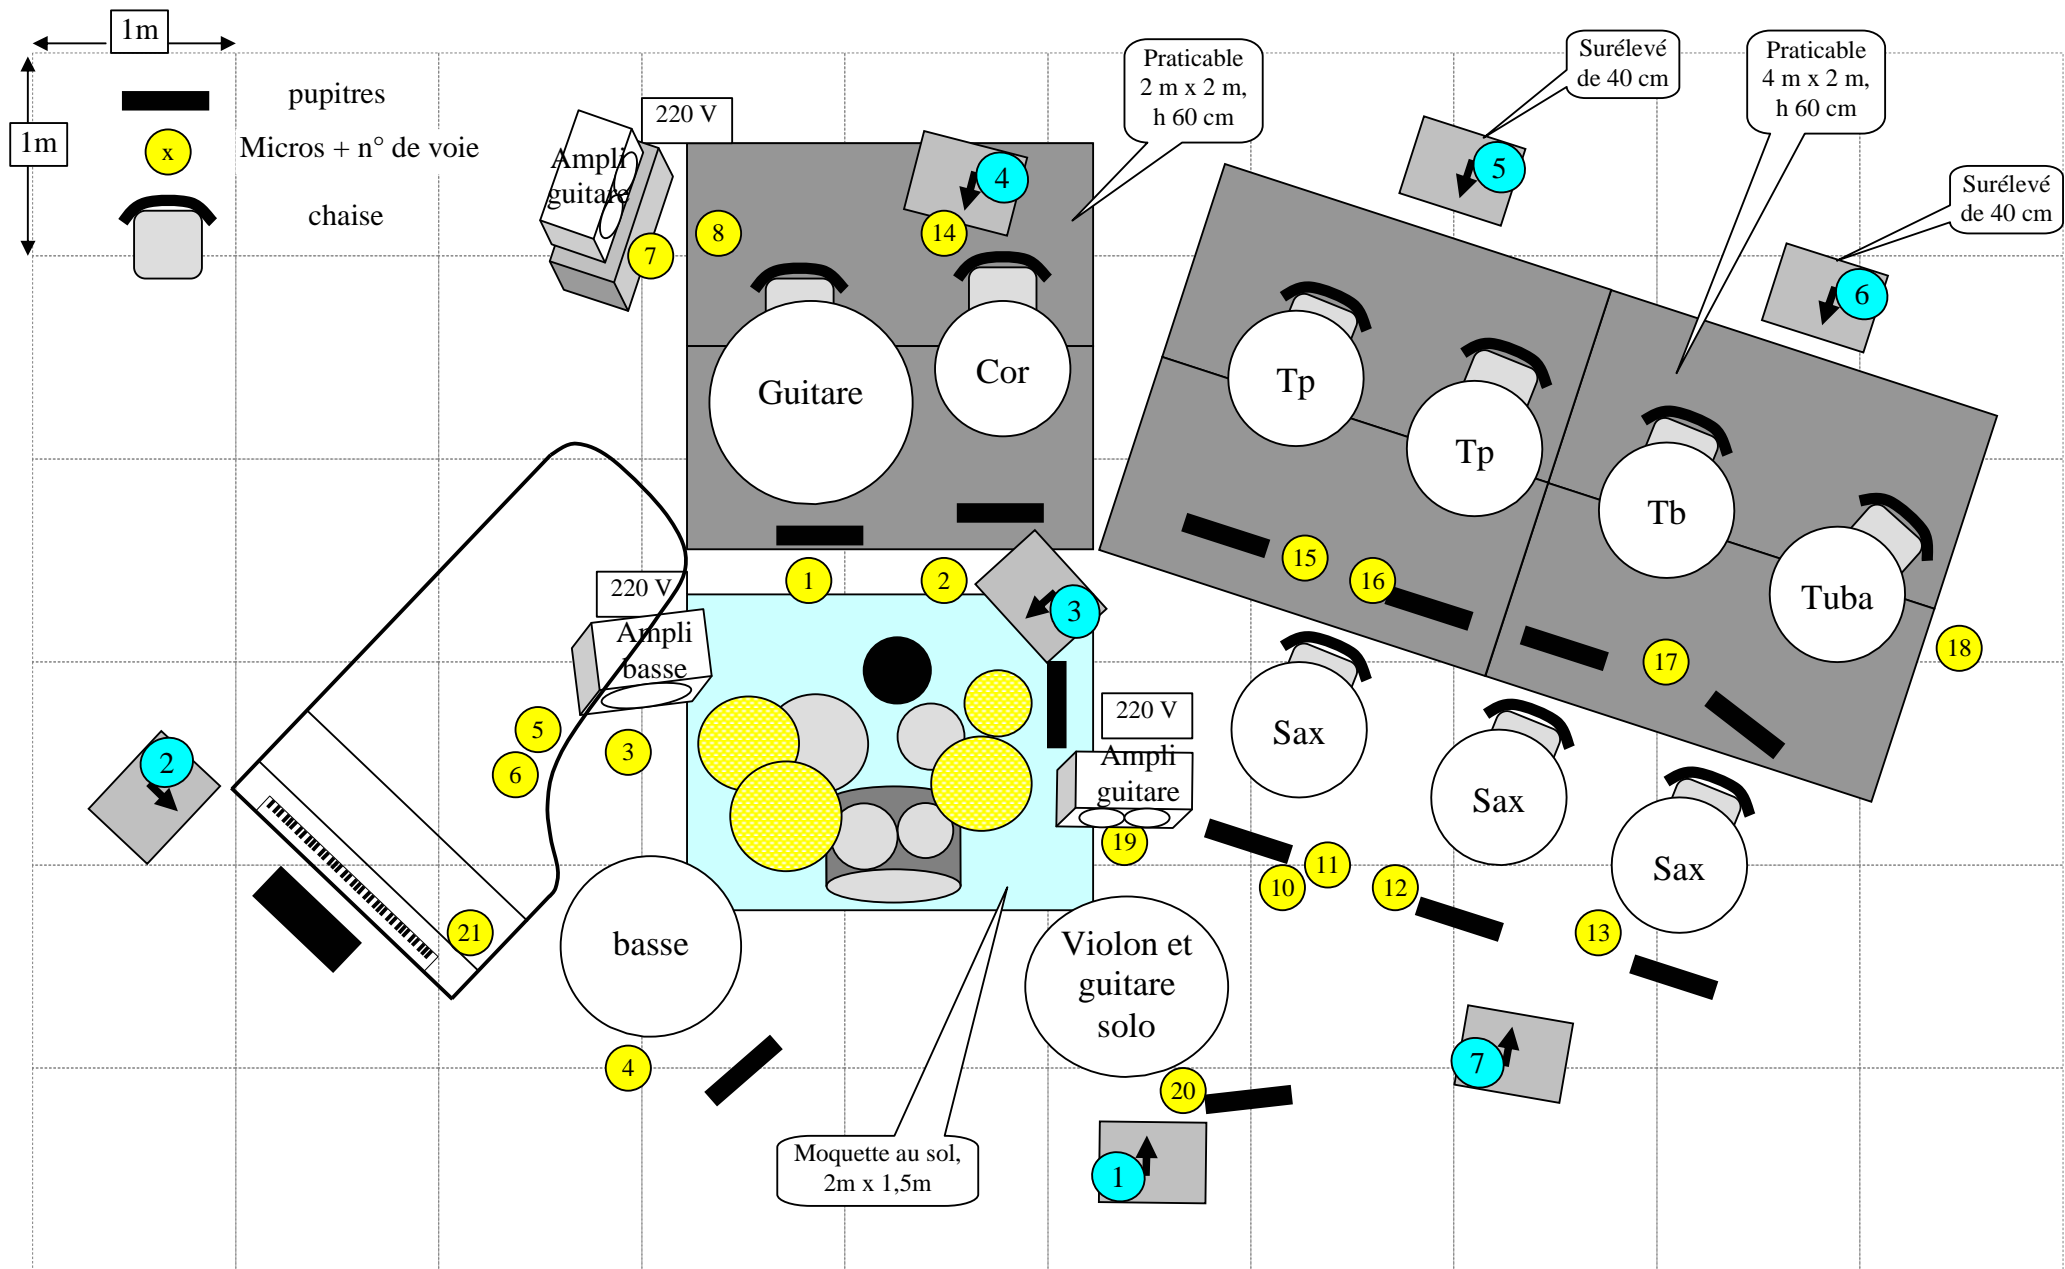 1m
1m
pupitres
x
Micros + n° de voie
chaise
220 V
Ampli
guitare
7
8
4
14
Praticable
2 m x 2 m,
h 60 cm
Surélevé
de 40 cm
5
Praticable
4 m x 2 m,
h 60 cm
Surélevé
de 40 cm
6
Guitare
Cor
Tp
Tp
Tb
Tuba
1
2
3
15
16
17
18
220 V
Ampli
basse
5
6
3
2
220 V
Ampli
guitare
19
Sax
Sax
Sax
10
11
12
13
21
basse
Violon et
guitare
solo
4
20
7
1
Moquette au sol,
2m x 1,5m